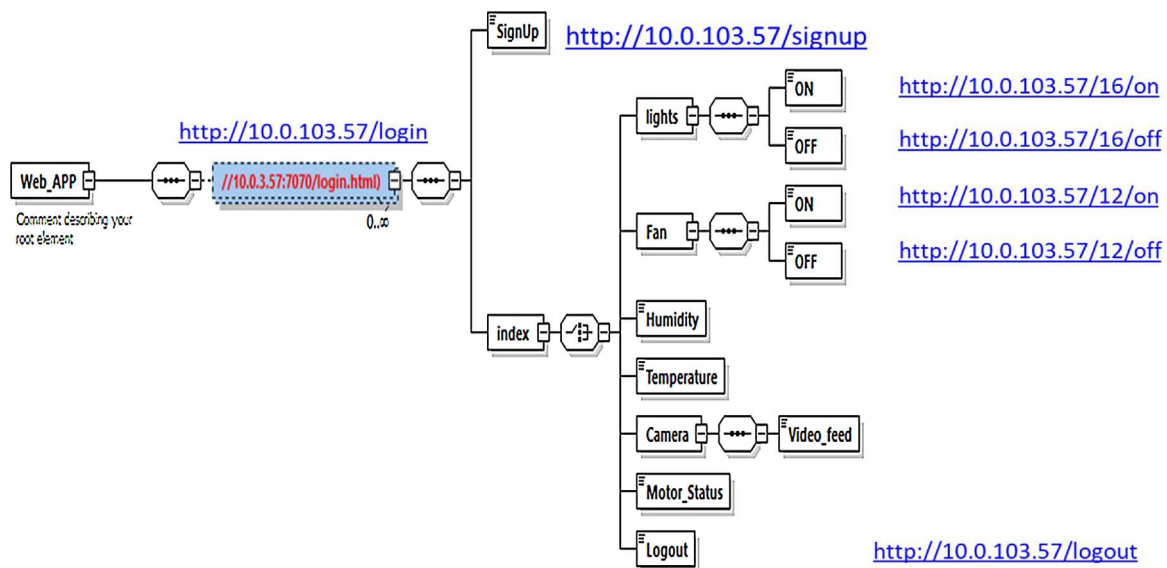 SignUp
http://10.0.103.57/signup
ON
http://10.0.103.57/16/on
lights
http://10.0.103.57/login
OFF
http://10.0.103.57/16/off
Web_APP
//10.0.3.57:7070/login.html)
ON
http://10.0.103.57/12/on
Comment describing your
root element
0..∞
Fan
OFF
http://10.0.103.57/12/off
index
Humidity
Temperature
Camera
Video_feed
Motor_Status
Logout
http://10.0.103.57/logout